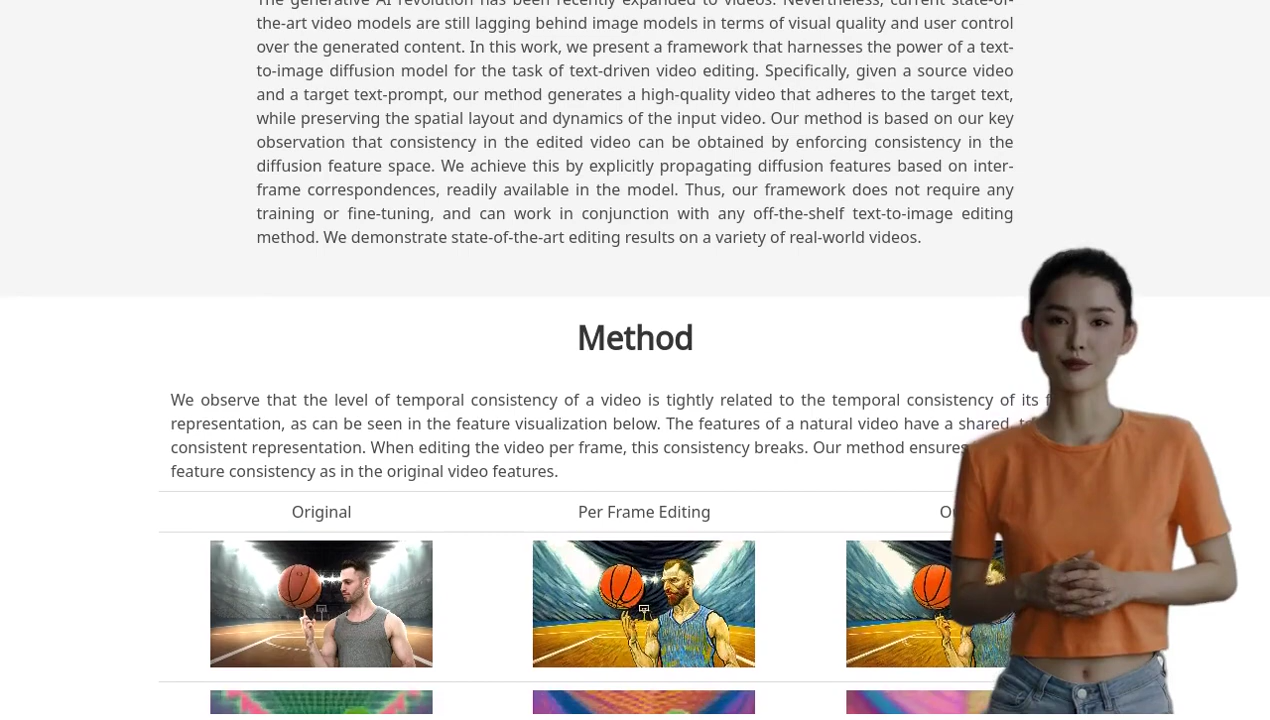 The generative AI revolution has been recently expanded to videos. Nevertheless, current state-of-
the-art video models are still lagging behind image models in terms of visual quality and user control
over the generated content. In this work, we present a framework that harnesses the power of a text-
to-image diffusion model for the task of text-driven video editing. Specifically, given a source video
and a target text-prompt, our method generates a high-quality video that adheres to the target text,
while preserving the spatial layout and dynamics of the input video. Our method is based on our key
observation that consistency in the edited video can be obtained by enforcing consistency in the
diffusion feature space. We achieve this by explicitly propagating diffusion features based on inter-
frame correspondences, readily available in the model. Thus, our framework does not require any
training or fine-tuning, and can work in conjunction with any off-the-shelf text-to-image editing
method. We demonstrate state-of-the-art editing results on a variety of real-world videos.
Method
We observe that the level of temporal consistency of a video is tightly related to the temporal consistency of its
representation, as can be seen in the feature visualization below. The features of a natural video have a shared,
consistent representation. When editing the video per frame, this consistency breaks. Our method ensures
feature consistency as in the original video features.
Original
Per Frame Editing